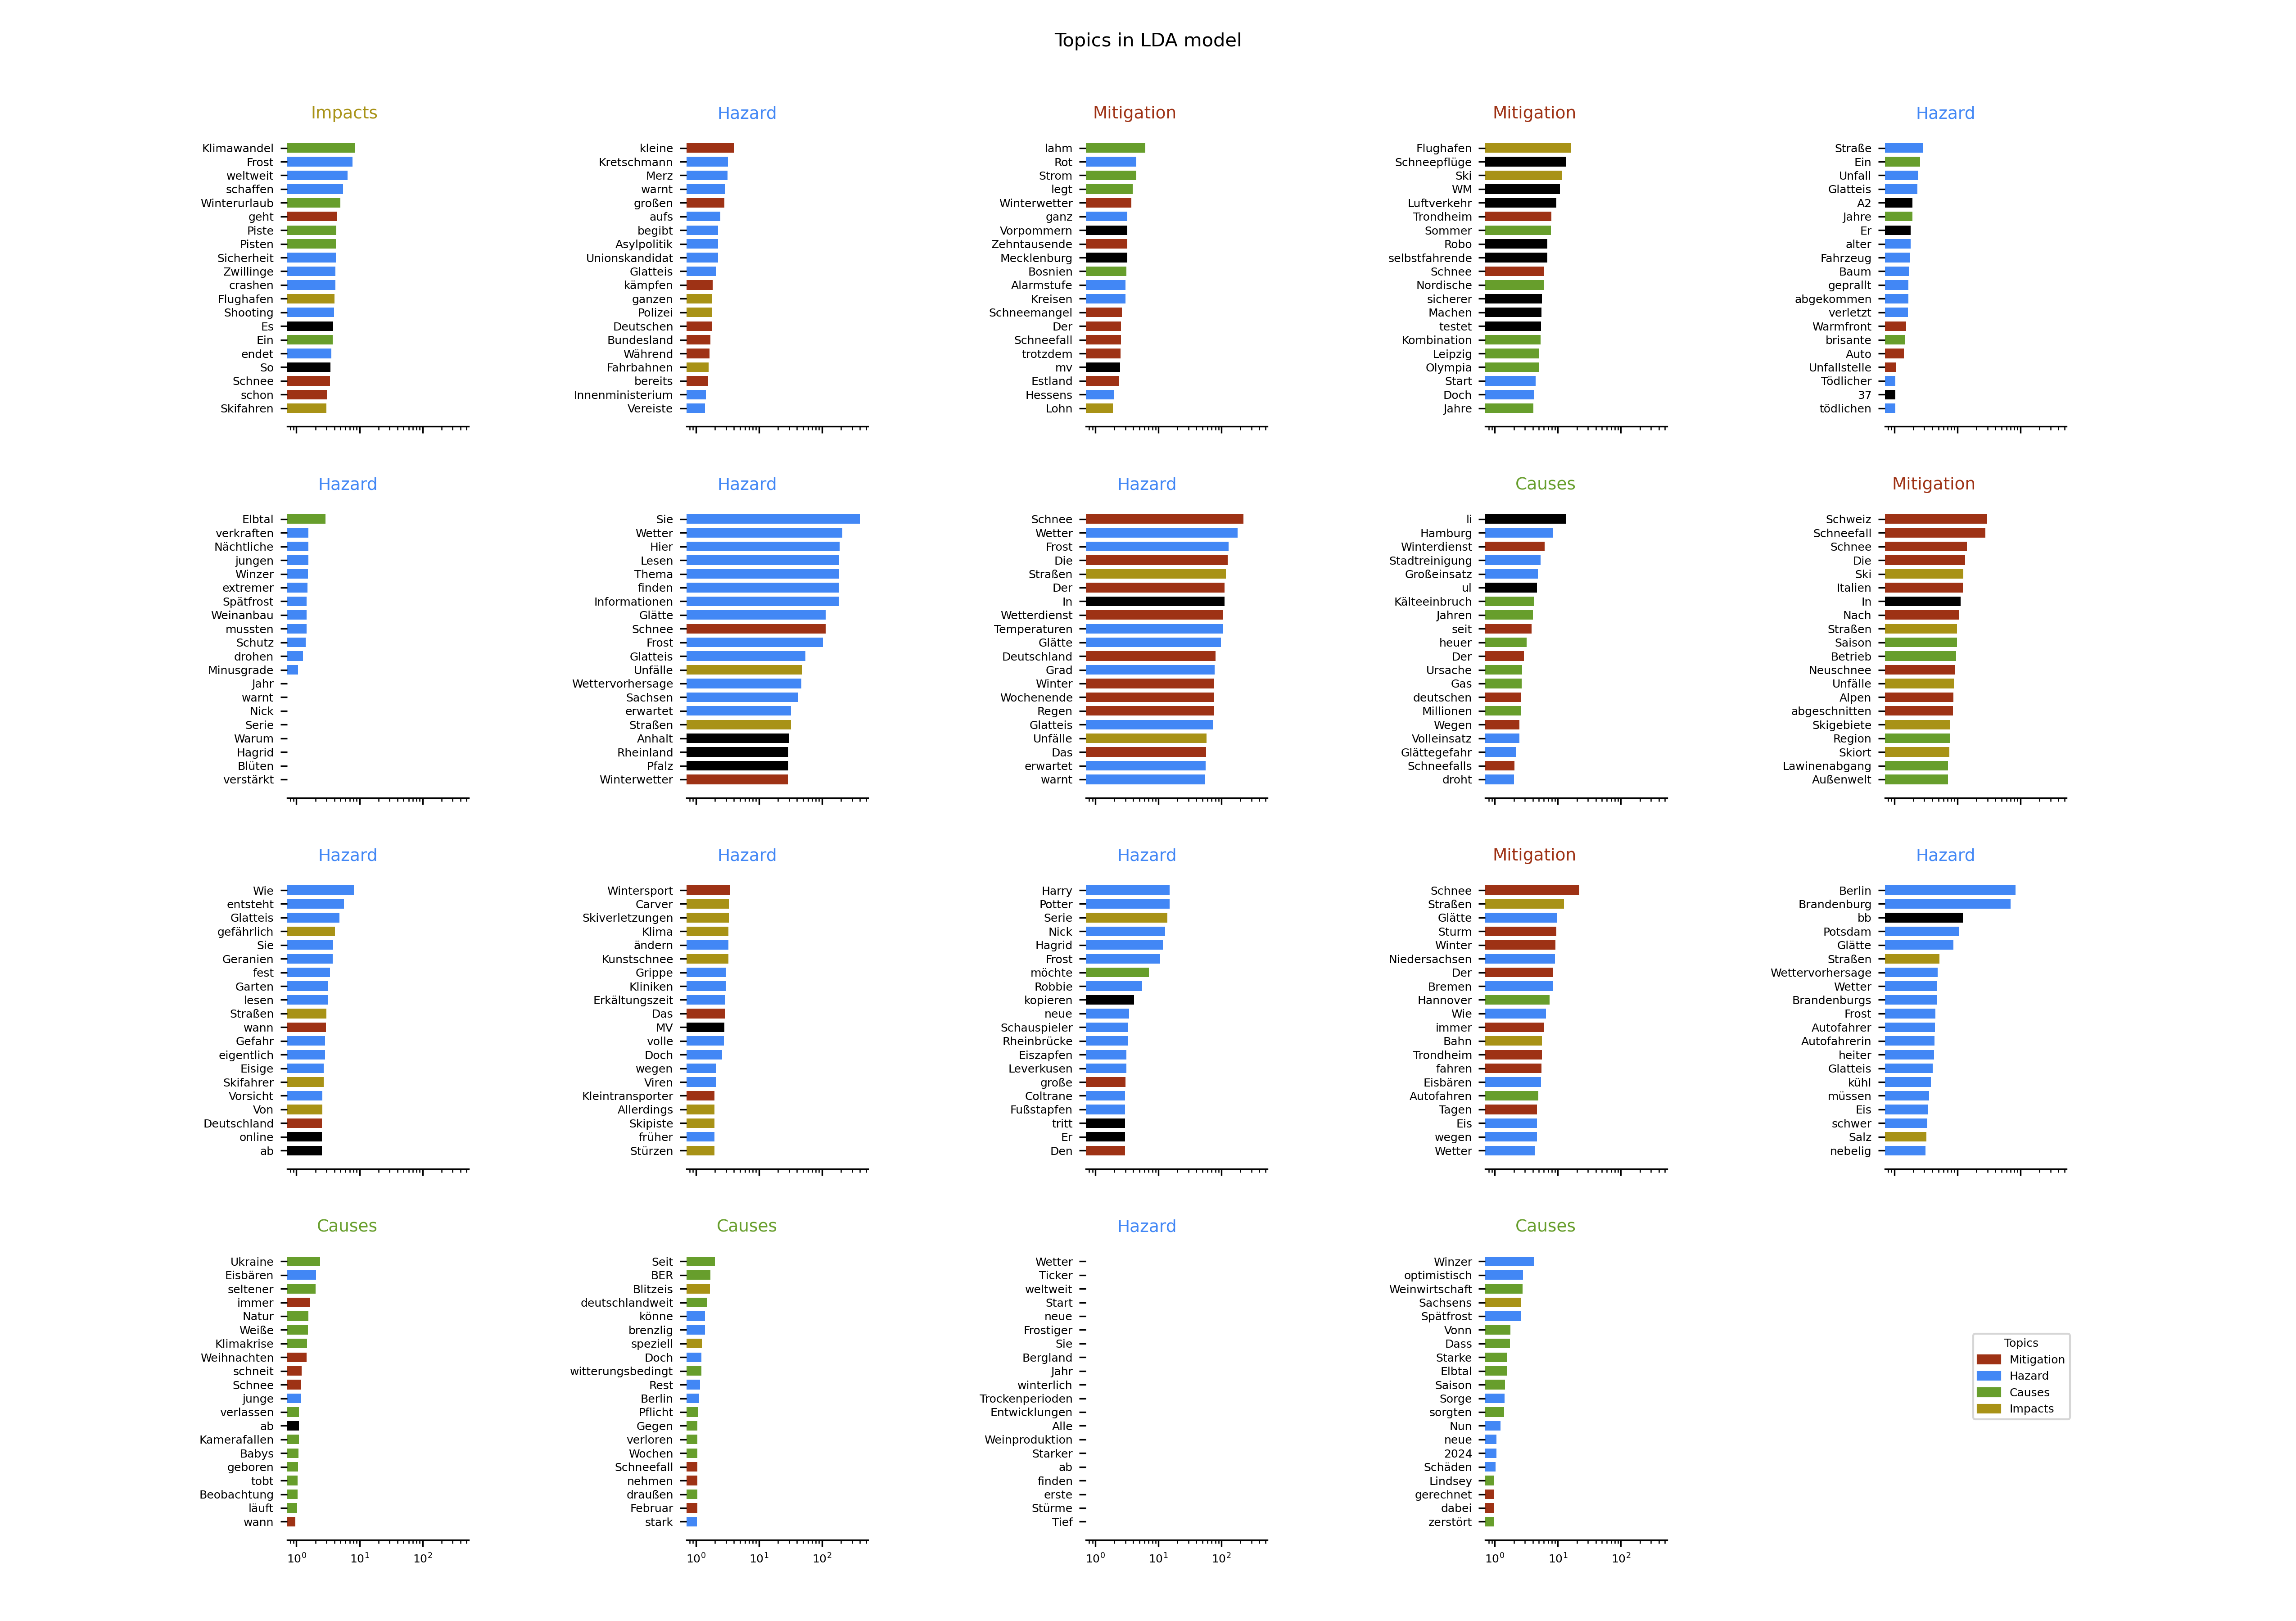 Topics in LDA model
Impacts
Klimawandel
Frost
weltweit
schaffen
Winterurlaub
geht
Piste
Pisten
Sicherheit
Zwillinge
crashen
Flughafen
Shooting
Es
Ein
endet
So
Schnee
schon
Skifahren
Hazard
kleine
Kretschmann
Merz
warnt
großen
aufs
begibt
Asylpolitik
Unionskandidat
Glatteis
kämpfen
ganzen
Polizei
Deutschen
Bundesland
Während
Fahrbahnen
bereits
Innenministerium
Vereiste
Mitigation
lahm
Rot
Strom
legt
Winterwetter
ganz
Vorpommern
Zehntausende
Mecklenburg
Bosnien
Alarmstufe
Kreisen
Schneemangel
Der
Schneefall
trotzdem
mv
Estland
Hessens
Lohn
Mitigation
Flughafen
Schneepflüge
Ski
WM
Luftverkehr
Trondheim
Sommer
Robo
selbstfahrende
Schnee
Nordische
sicherer
Machen
testet
Kombination
Leipzig
Olympia
Start
Doch
Jahre
Hazard
Straße
Ein
Unfall
Glatteis
A2
Jahre
Er
alter
Fahrzeug
Baum
geprallt
abgekommen
verletzt
Warmfront
brisante
Auto
Unfallstelle
Tödlicher
37
tödlichen
Hazard
Elbtal
verkraften
Nächtliche
jungen
Winzer
extremer
Spätfrost
Weinanbau
mussten
Schutz
drohen
Minusgrade
Jahr
warnt
Nick
Serie
Warum
Hagrid
Blüten
verstärkt
Hazard
Sie
Wetter
Hier
Lesen
Thema
finden
Informationen
Glätte
Schnee
Frost
Glatteis
Unfälle
Wettervorhersage
Sachsen
erwartet
Straßen
Anhalt
Rheinland
Pfalz
Winterwetter
Hazard
Schnee
Wetter
Frost
Die
Straßen
Der
In
Wetterdienst
Temperaturen
Glätte
Deutschland
Grad
Winter
Wochenende
Regen
Glatteis
Unfälle
Das
erwartet
warnt
Causes
li
Hamburg
Winterdienst
Stadtreinigung
Großeinsatz
ul
Kälteeinbruch
Jahren
seit
heuer
Der
Ursache
Gas
deutschen
Millionen
Wegen
Volleinsatz
Glättegefahr
Schneefalls
droht
Mitigation
Schweiz
Schneefall
Schnee
Die
Ski
Italien
In
Nach
Straßen
Saison
Betrieb
Neuschnee
Unfälle
Alpen
abgeschnitten
Skigebiete
Region
Skiort
Lawinenabgang
Außenwelt
Hazard
Wie
entsteht
Glatteis
gefährlich
Sie
Geranien
fest
Garten
lesen
Straßen
wann
Gefahr
eigentlich
Eisige
Skifahrer
Vorsicht
Von
Deutschland
online
ab
Hazard
Wintersport
Carver
Skiverletzungen
Klima
ändern
Kunstschnee
Grippe
Kliniken
Erkältungszeit
Das
MV
volle
Doch
wegen
Viren
Kleintransporter
Allerdings
Skipiste
früher
Stürzen
Hazard
Harry
Potter
Serie
Nick
Hagrid
Frost
möchte
Robbie
kopieren
neue
Schauspieler
Rheinbrücke
Eiszapfen
Leverkusen
große
Coltrane
Fußstapfen
tritt
Er
Den
Mitigation
Schnee
Straßen
Glätte
Sturm
Winter
Niedersachsen
Der
Bremen
Hannover
Wie
immer
Bahn
Trondheim
fahren
Eisbären
Autofahren
Tagen
Eis
wegen
Wetter
Hazard
Berlin
Brandenburg
bb
Potsdam
Glätte
Straßen
Wettervorhersage
Wetter
Brandenburgs
Frost
Autofahrer
Autofahrerin
heiter
Glatteis
kühl
müssen
Eis
schwer
Salz
nebelig
Causes
Ukraine
Eisbären
seltener
immer
Natur
Weiße
Klimakrise
Weihnachten
schneit
Schnee
junge
verlassen
ab
Kamerafallen
Babys
geboren
tobt
Beobachtung
läuft
wann
10⁰ 10¹ 10²
Causes
Seit
BER
Blitzeis
deutschlandweit
könne
brenzlig
speziell
Doch
witterungsbedingt
Rest
Berlin
Pflicht
Gegen
verloren
Wochen
Schneefall
nehmen
draußen
Februar
stark
10⁰ 10¹ 10²
Hazard
Wetter
Ticker
weltweit
Start
neue
Frostiger
Sie
Bergland
Jahr
winterlich
Trockenperioden
Entwicklungen
Alle
Weinproduktion
Starker
ab
finden
erste
Stürme
Tief
10⁰ 10¹ 10²
Causes
Winzer
optimistisch
Weinwirtschaft
Sachsens
Spätfrost
Vonn
Dass
Starke
Elbtal
Saison
Sorge
sorgten
Nun
neue
2024
Schäden
Lindsey
gerechnet
dabei
zerstört
10⁰ 10¹ 10²
Topics
Mitigation
Hazard
Causes
Impacts